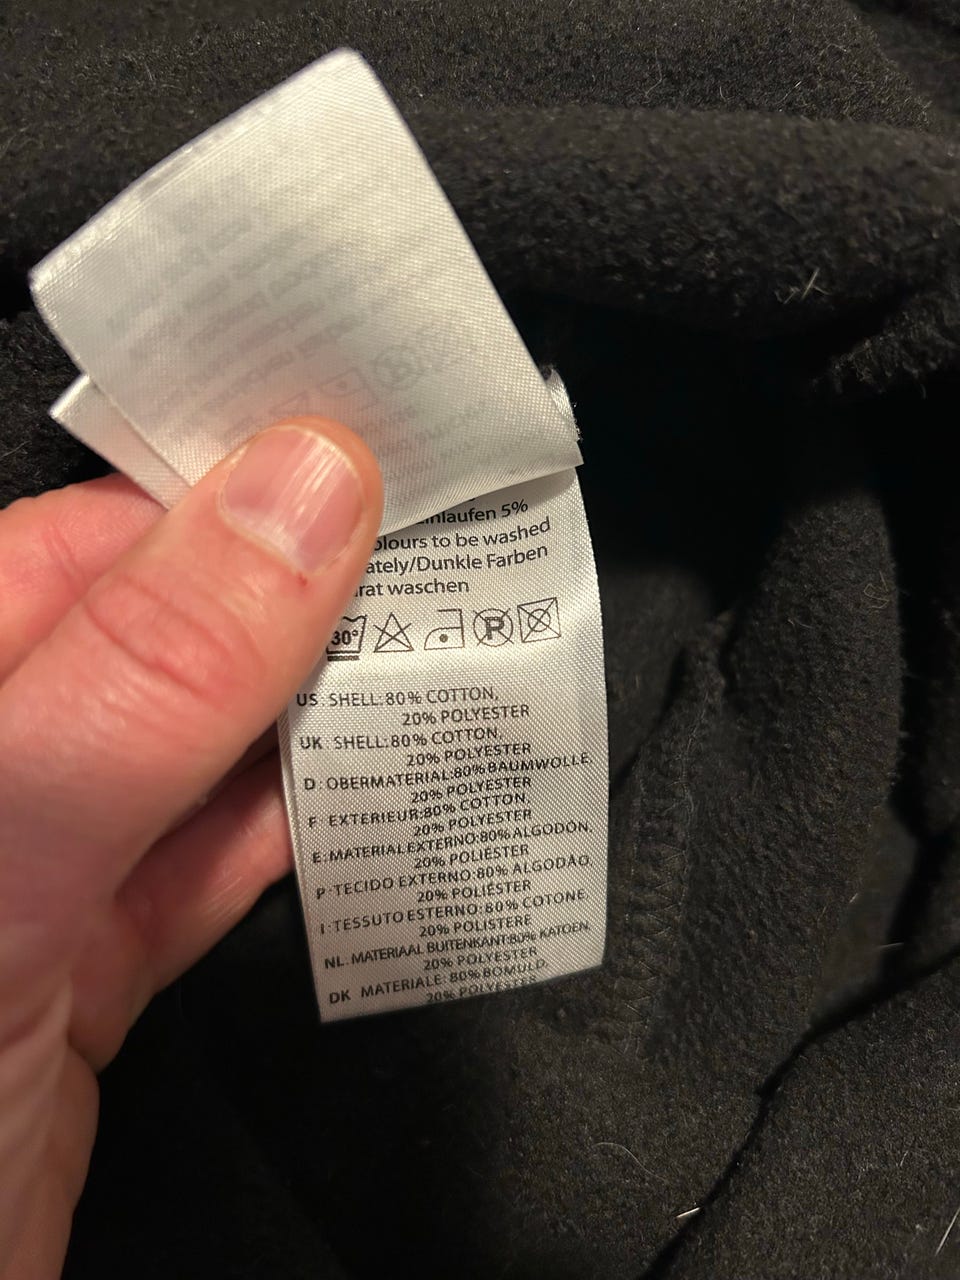 einlaufen 5%
olours to be washed
ately/Dunkle Farben
rat waschen
30° P
US SHELL:80% COTTON,
20% POLYESTER
UK SHELL:80% COTTON,
20% POLYESTER
D:OBERMATERIAL:80%BAUMWOLLE.
20% POLYESTER
F EXTERIEUR:80% COTTON,
20% POLYESTER
E:MATERIALEXTERNO:80%ALGODÓN,
20% POLIÉSTER
P·TECIDO EXTERNO:80% ALGODÃO,
20% POLIÉSTER
I:TESSUTO ESTERNO:80% COTONE,
20% POLISTERE
NL.MATERIAAL BUITENKANT:80% KATOEN.
20% POLYESTER
DK MATERIALE:80%BOMULD.
20% POLYESTER